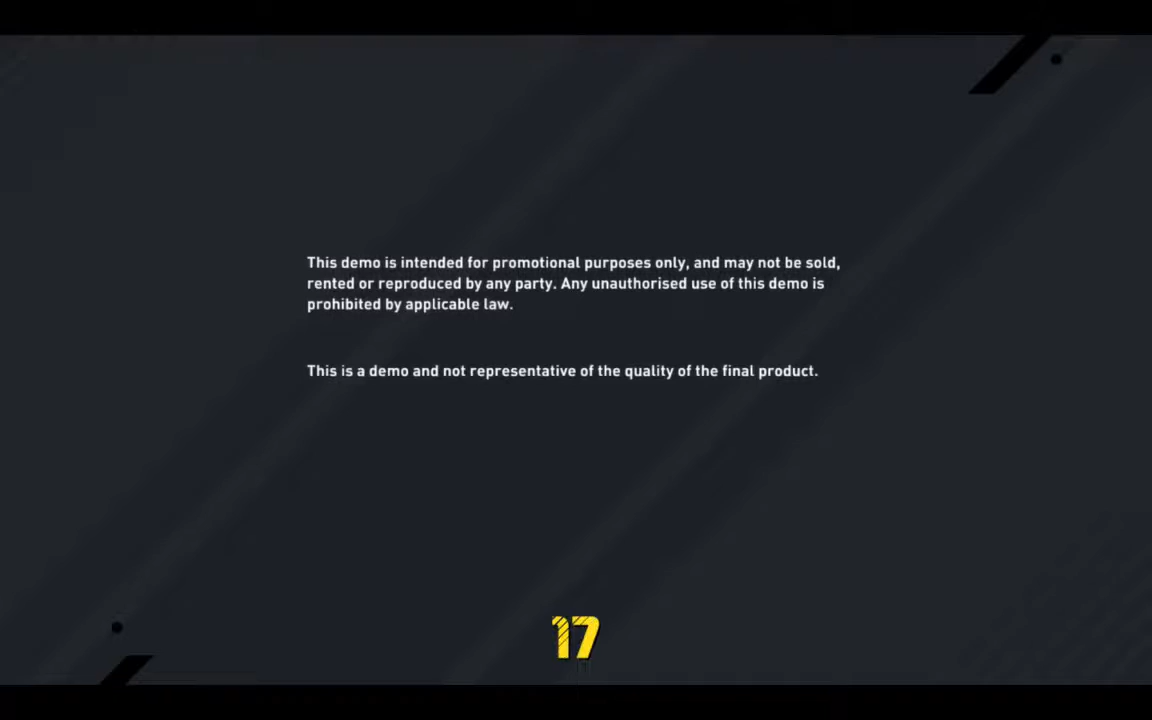 This demo is intended for promotional purposes only, and may not be sold,
rented or reproduced by any party. Any unauthorised use of this demo is
prohibited by applicable law.
This is a demo and not representative of the quality of the final product.
17